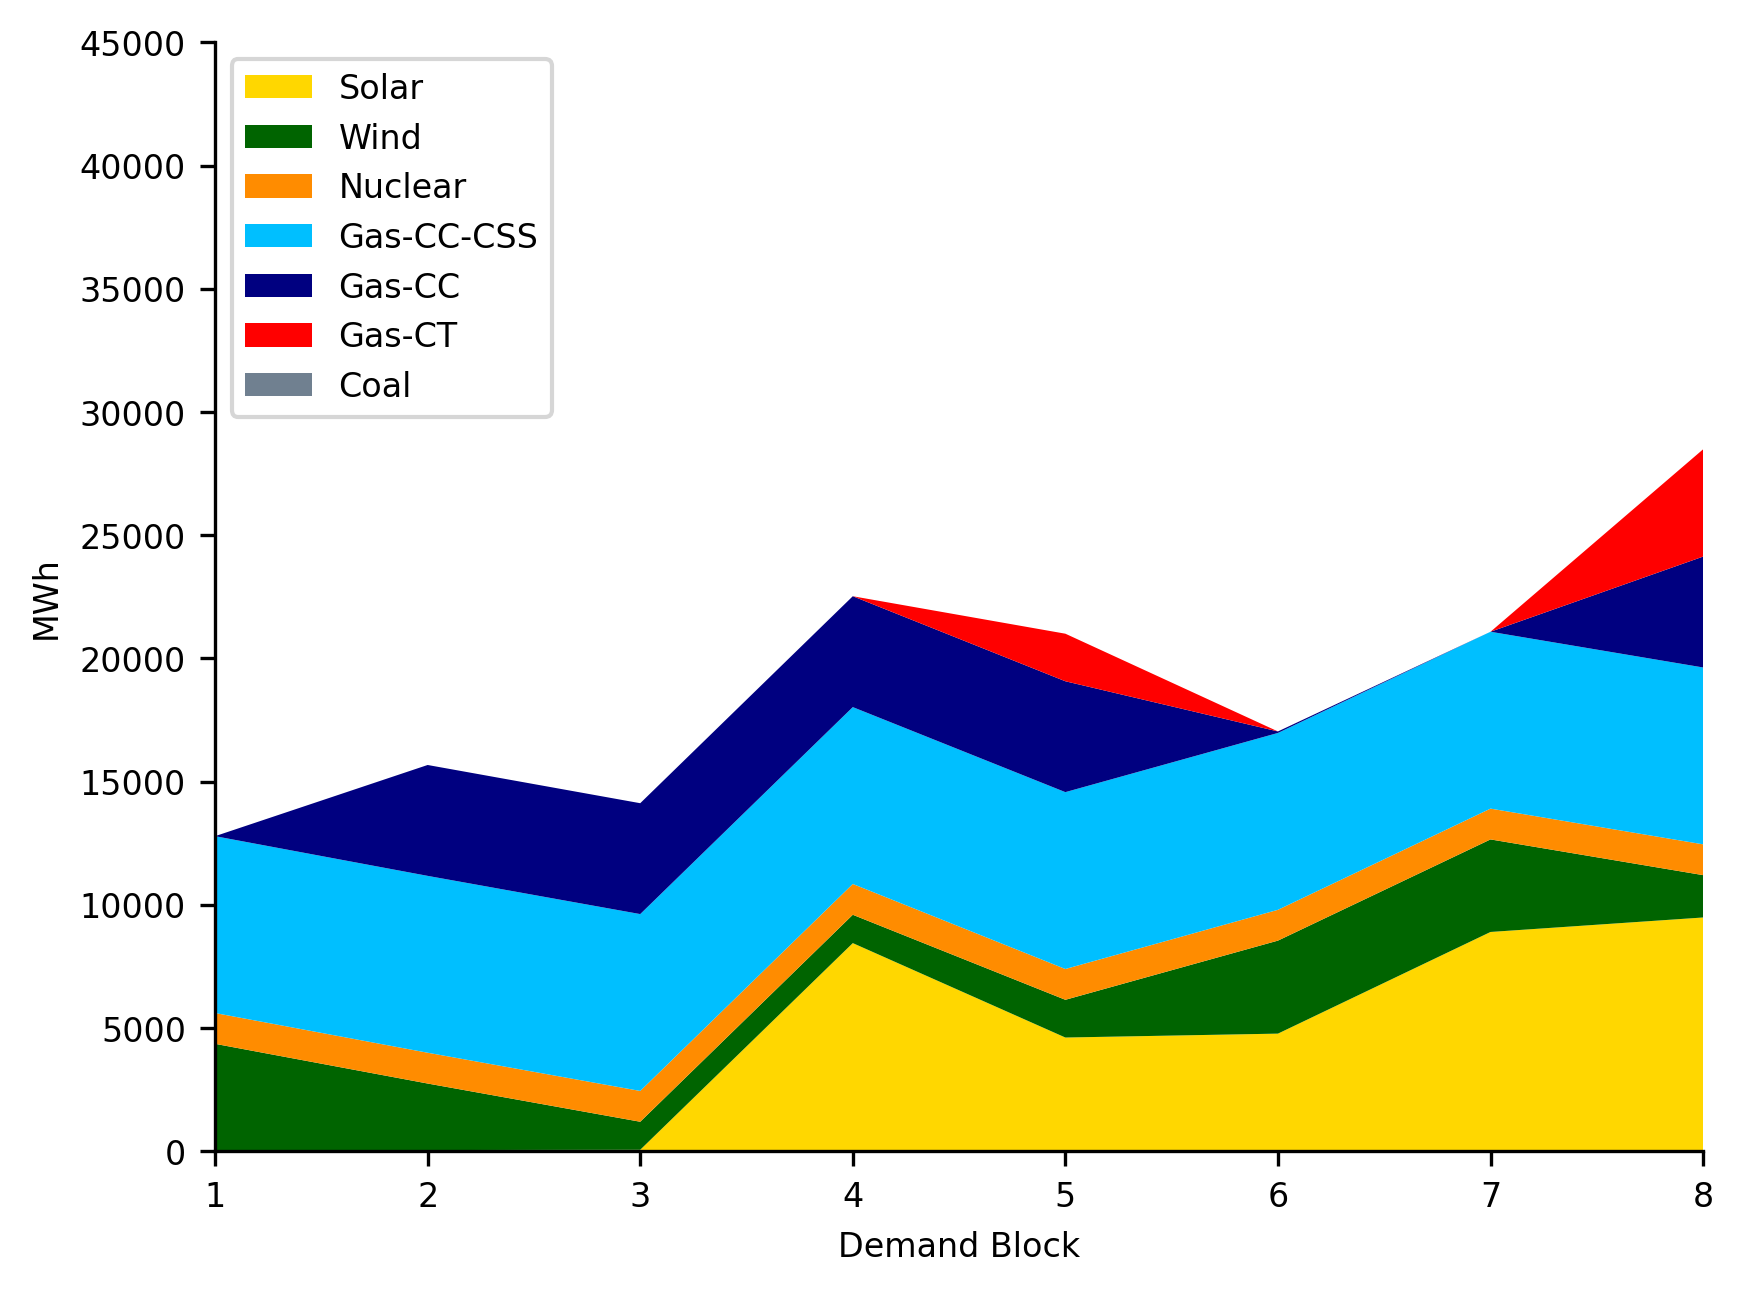 45000
40000
35000
30000
25000
20000
15000
10000
5000
0
MWh
Solar
Wind
Nuclear
Gas-CC-CSS
Gas-CC
Gas-CT
Coal
1 2 3 4 5 6 7 8
Demand Block